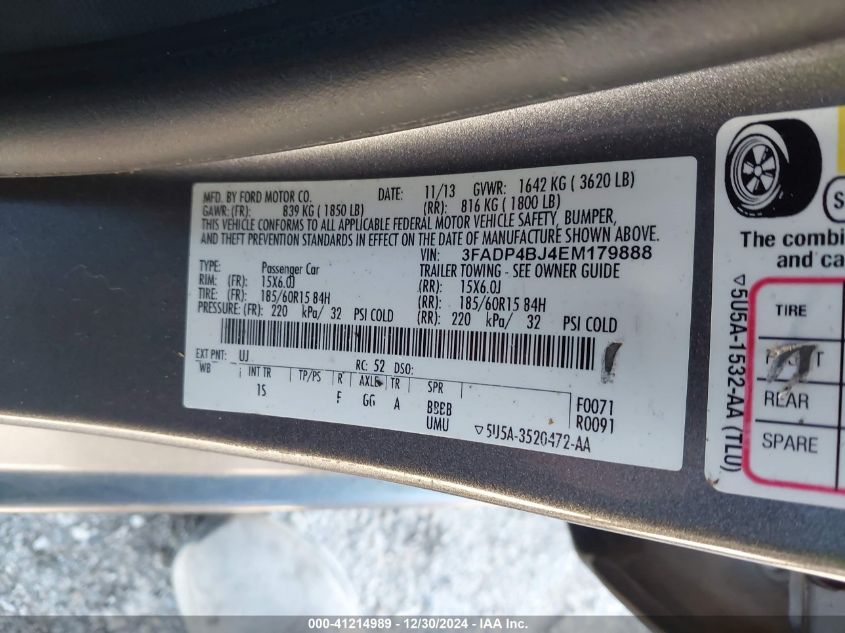 MFD. BY FORD MOTOR CO. DATE: 11/13 GVWR: 1642 KG ( 3620 LB)
GAWR: (FR): 839 KG ( 1850 LB) (RR): 816 KG ( 1800 LB)
THIS VEHICLE CONFORMS TO ALL APPLICABLE FEDERAL MOTOR VEHICLE SAFETY, BUMPER,
AND THEFT PREVENTION STANDARDS IN EFFECT ON THE DATE OF MANUFACTURE SHOWN ABOVE.
VIN: 3FADP4BJ4EM179888
TYPE: Passenger Car TRAILER TOWING - SEE OWNER GUIDE
RIM: (FR): 15X6.0J (RR): 15X6.0J
TIRE: (FR): 185/60R15 84H (RR): 185/60R15 84H
PRESSURE: (FR): 220 kPa/ 32 PSI COLD (RR): 220 kPa/ 32 PSI COLD
EXT PNT: UJ RC: 52 DSO:
WB INT TR TP/PS R AXLE TR SPR F0071
15 F GG A BBEB R0091
UMU ▽5U5A-3520472-AA
The combi
and ca
▽5U5A-1532-AA (TLU)
TIRE
REAR
SPARE
000-41214989 - 12/30/2024 - IAA Inc.